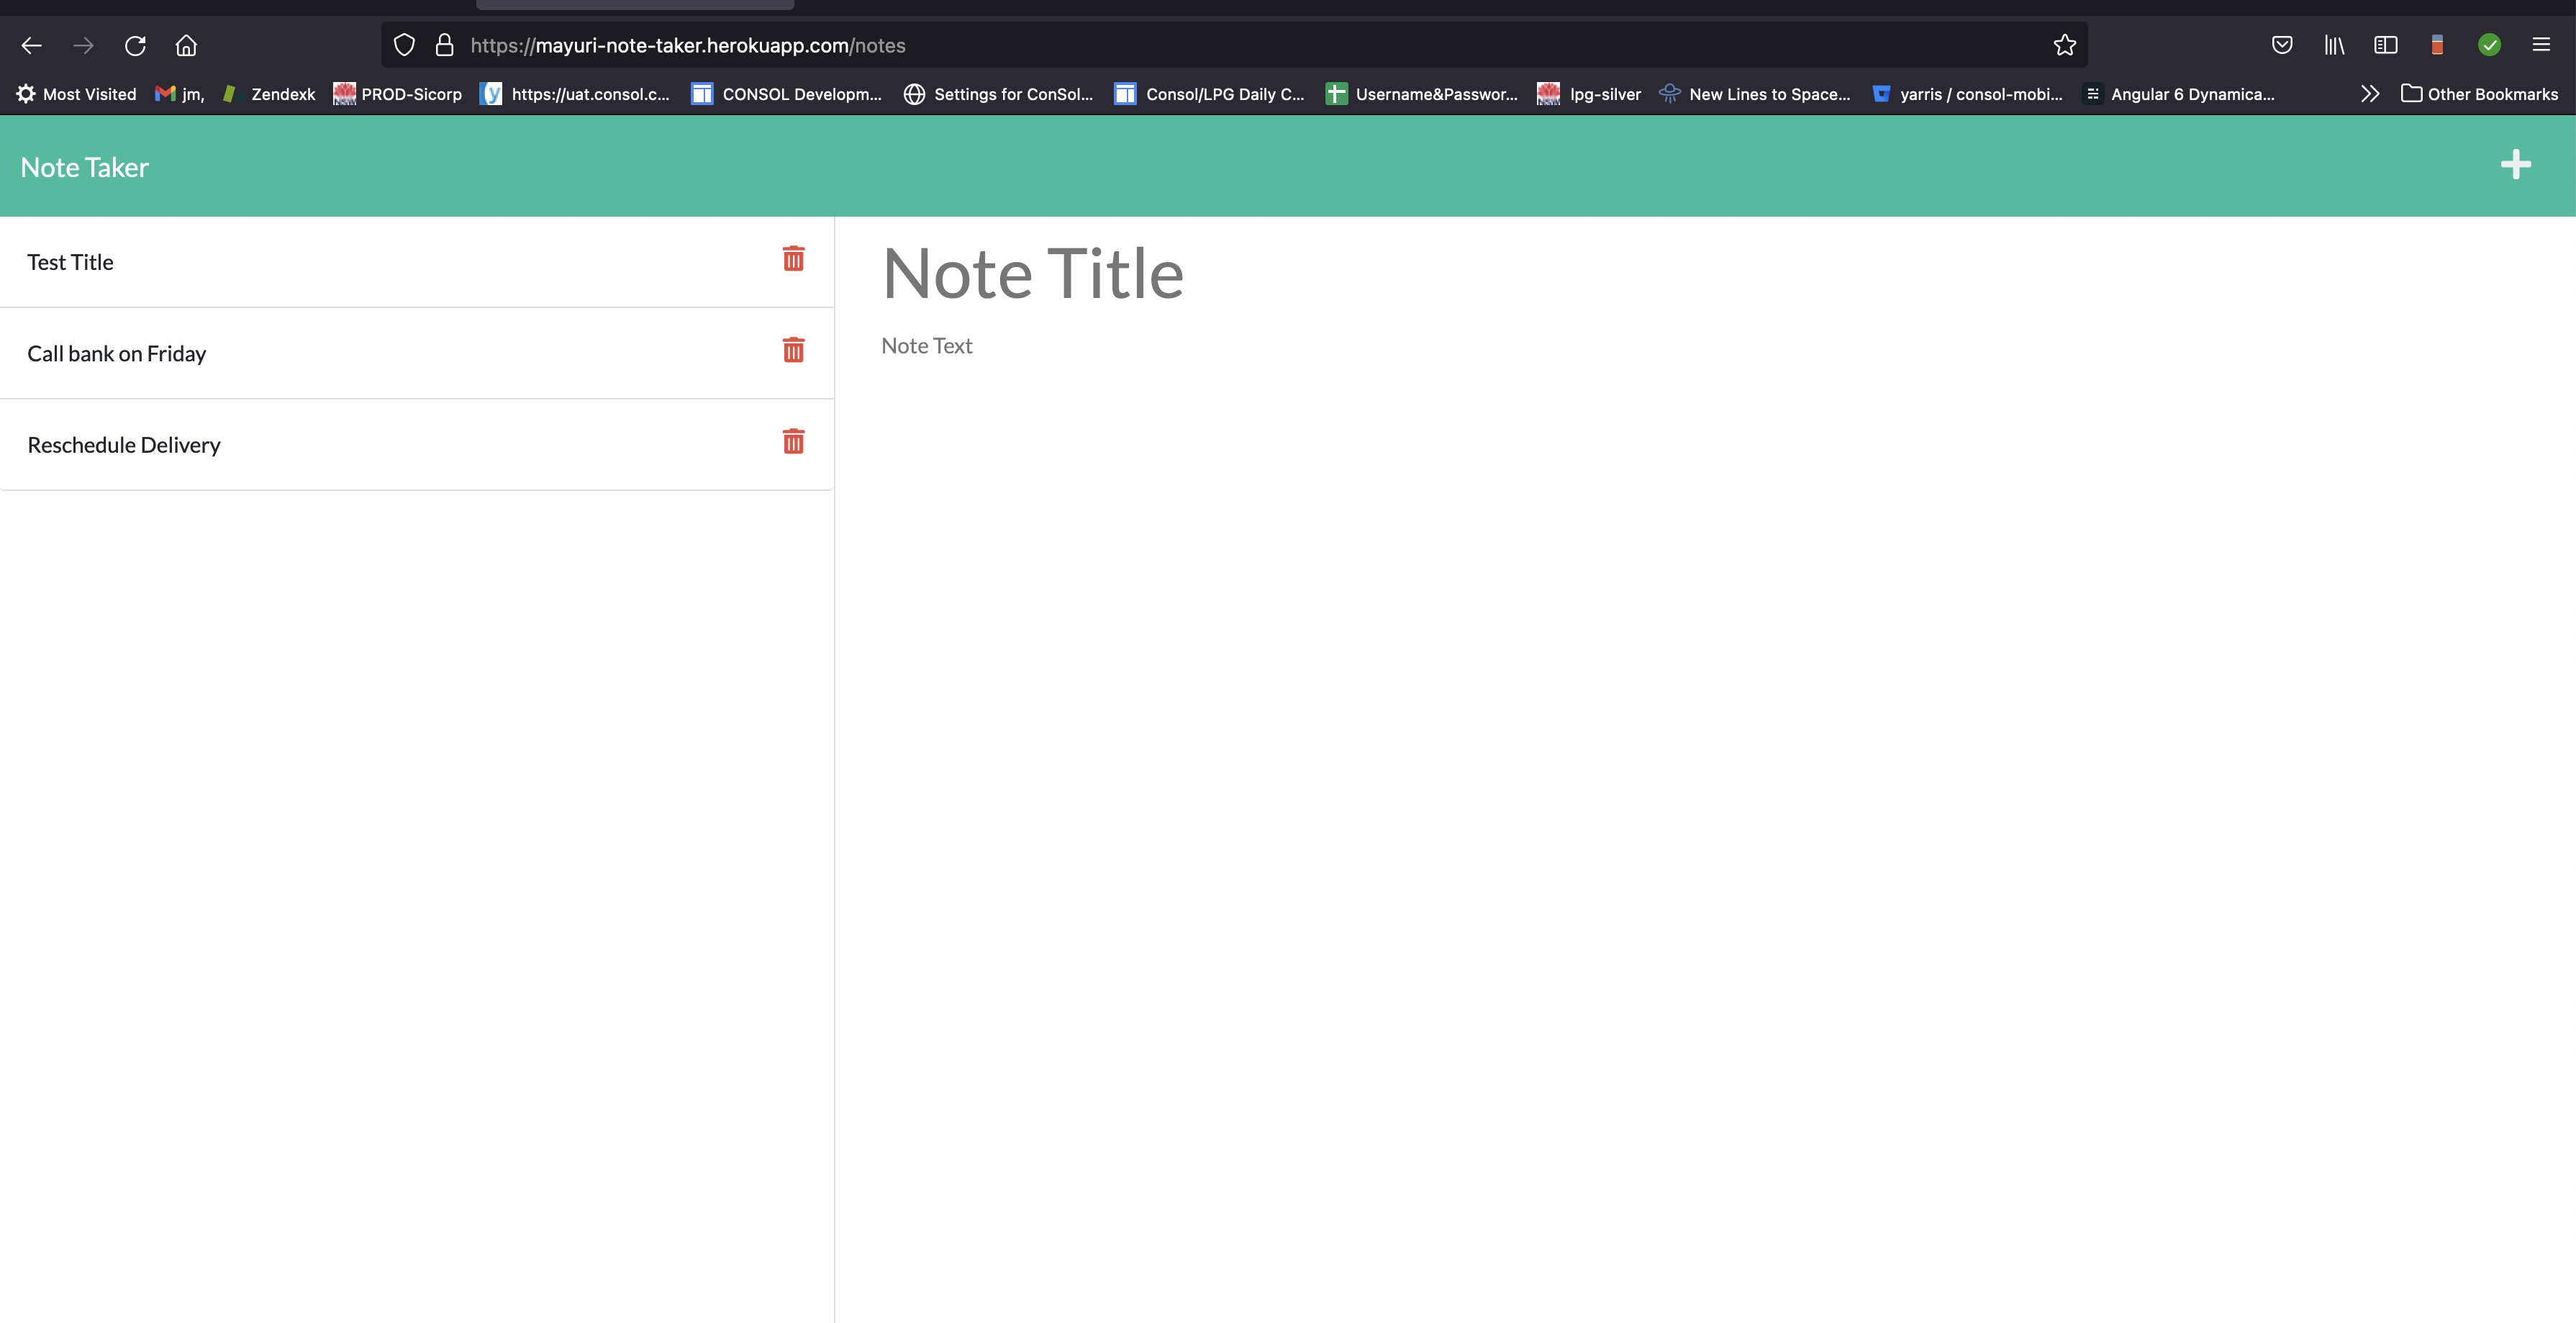 https://mayuri-note-taker.herokuapp.com/notes
Most Visited jm, Zendexk PROD-Sicorp https://uat.consol.c... CONSOL Developm... Settings for ConSol... Consol/LPG Daily C... Username&Passwor... lpg-silver New Lines to Space... yarris / consol-mobi... Angular 6 Dynamica... Other Bookmarks
Note Taker
Test Title
Call bank on Friday
Reschedule Delivery
Note Title
Note Text